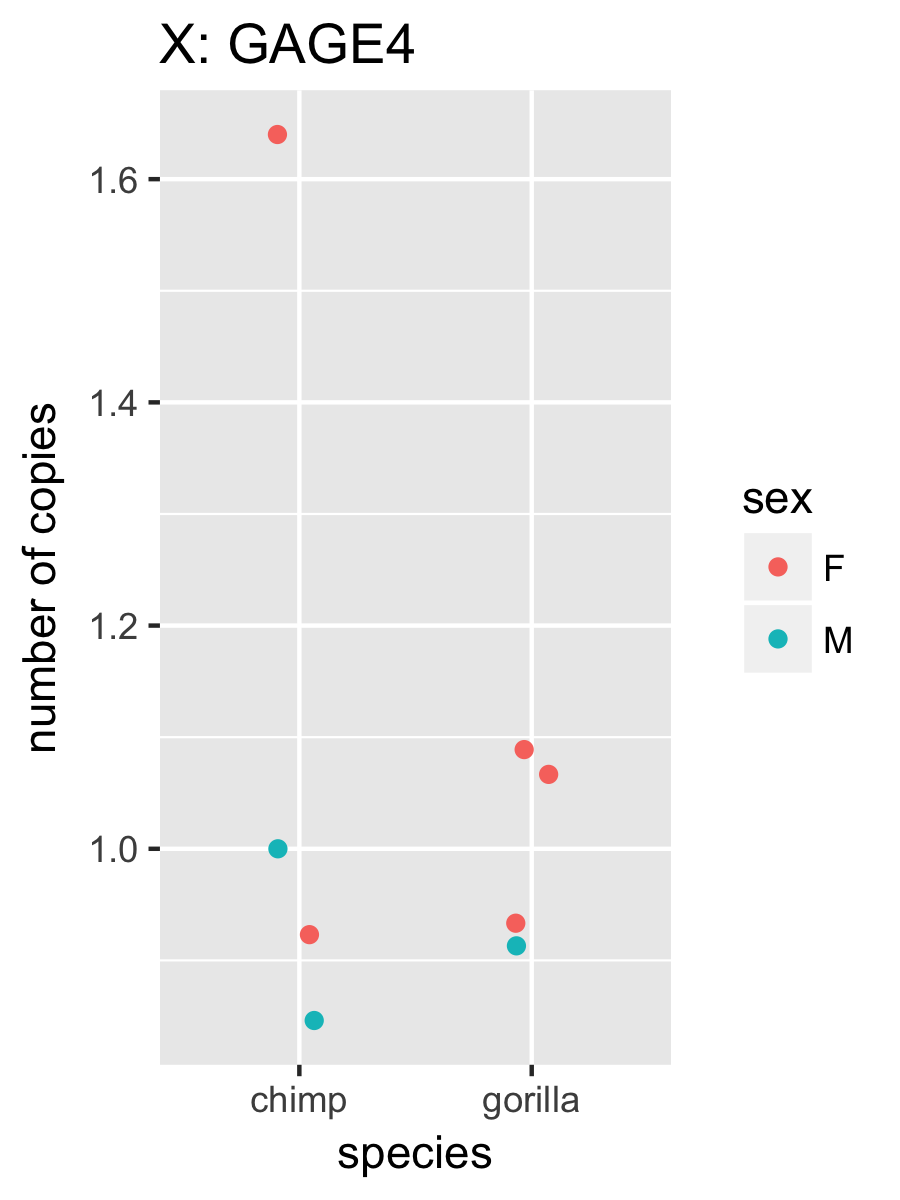 X: GAGE4
number of copies
1.6
1.4
1.2
1.0
chimp gorilla
species
sex
F
M